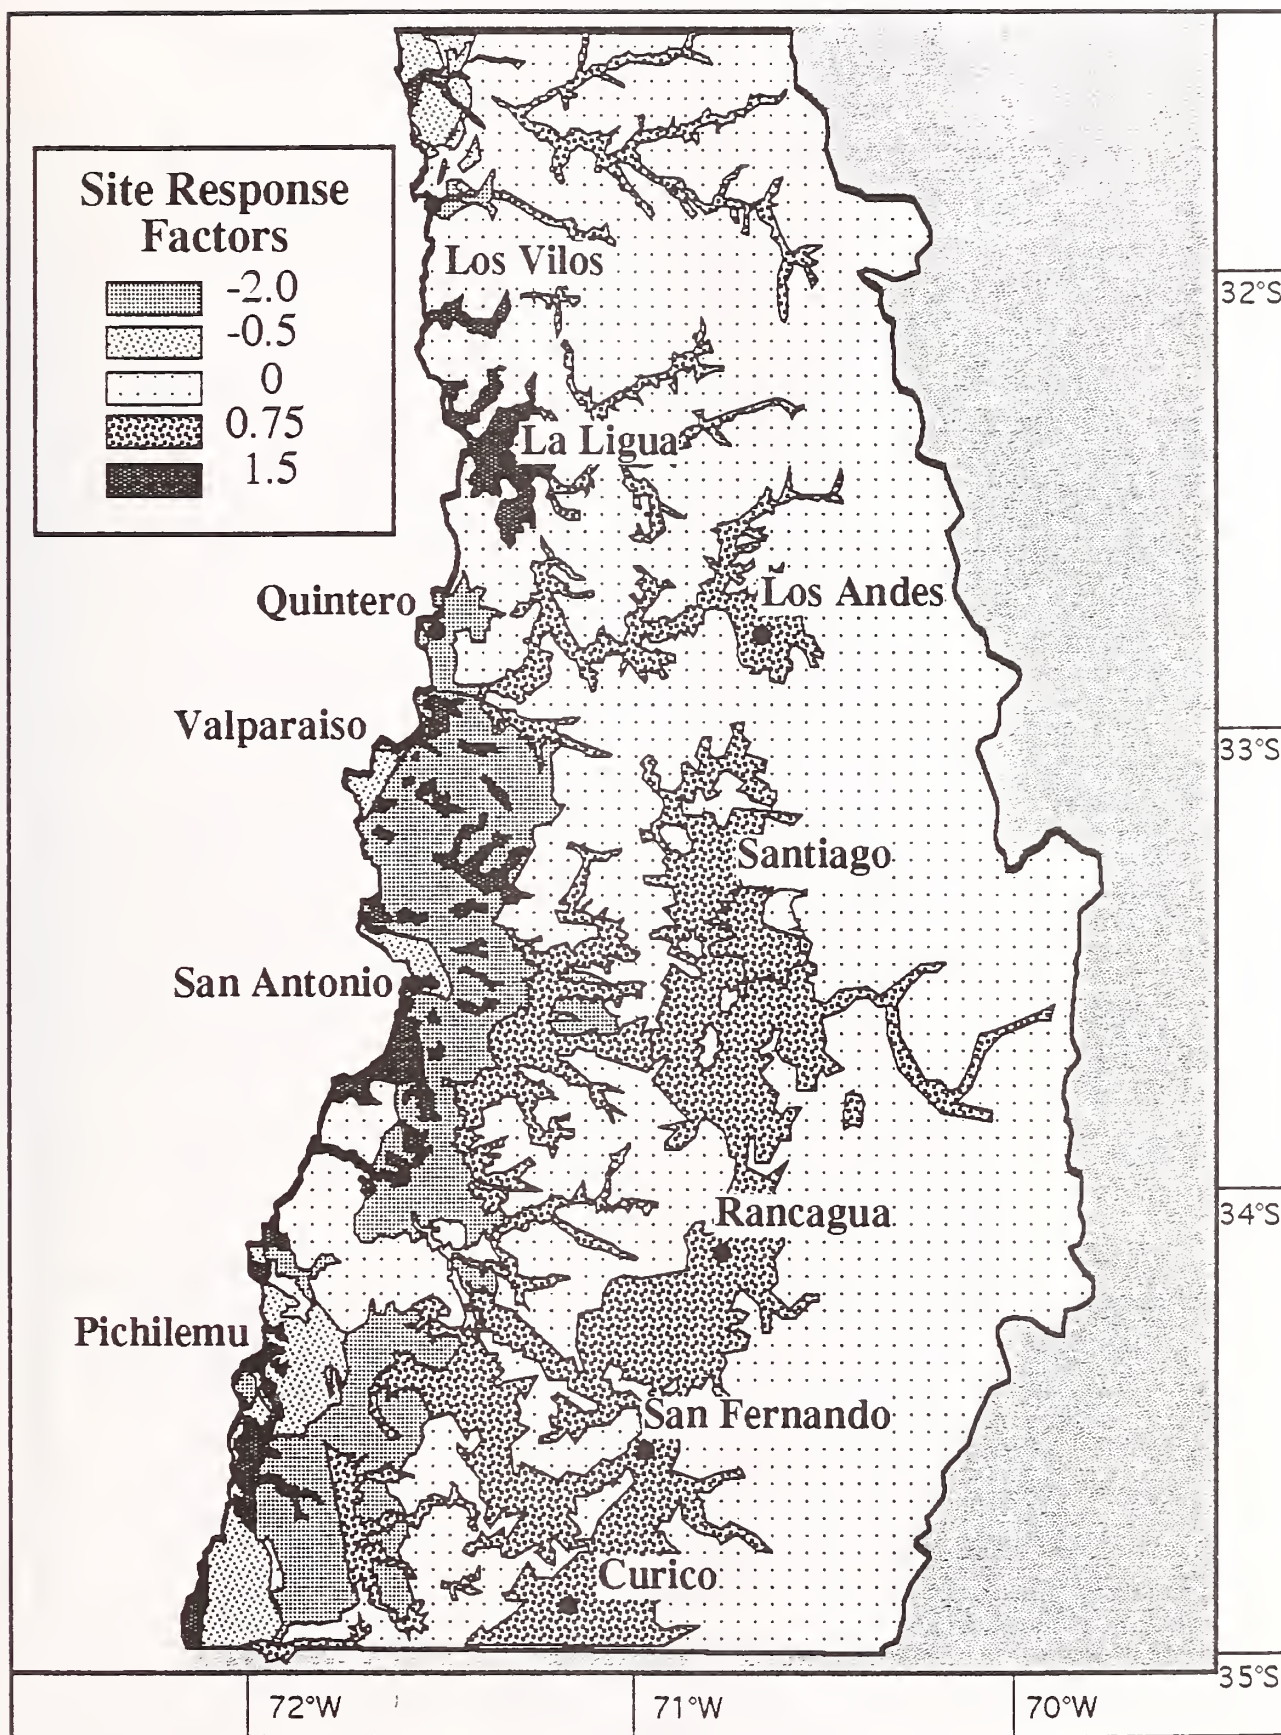 Site Response
Factors
-2.0
-0.5
0
0.75
1.5
Los Vilos
32°S
La Ligua
Quintero
Los Andes
Valparaiso
33°S
Santiago
San Antonio
Rancagua
34°S
Pichilemu
San Fernando
Curico
35°S
72°W
71°W
70°W